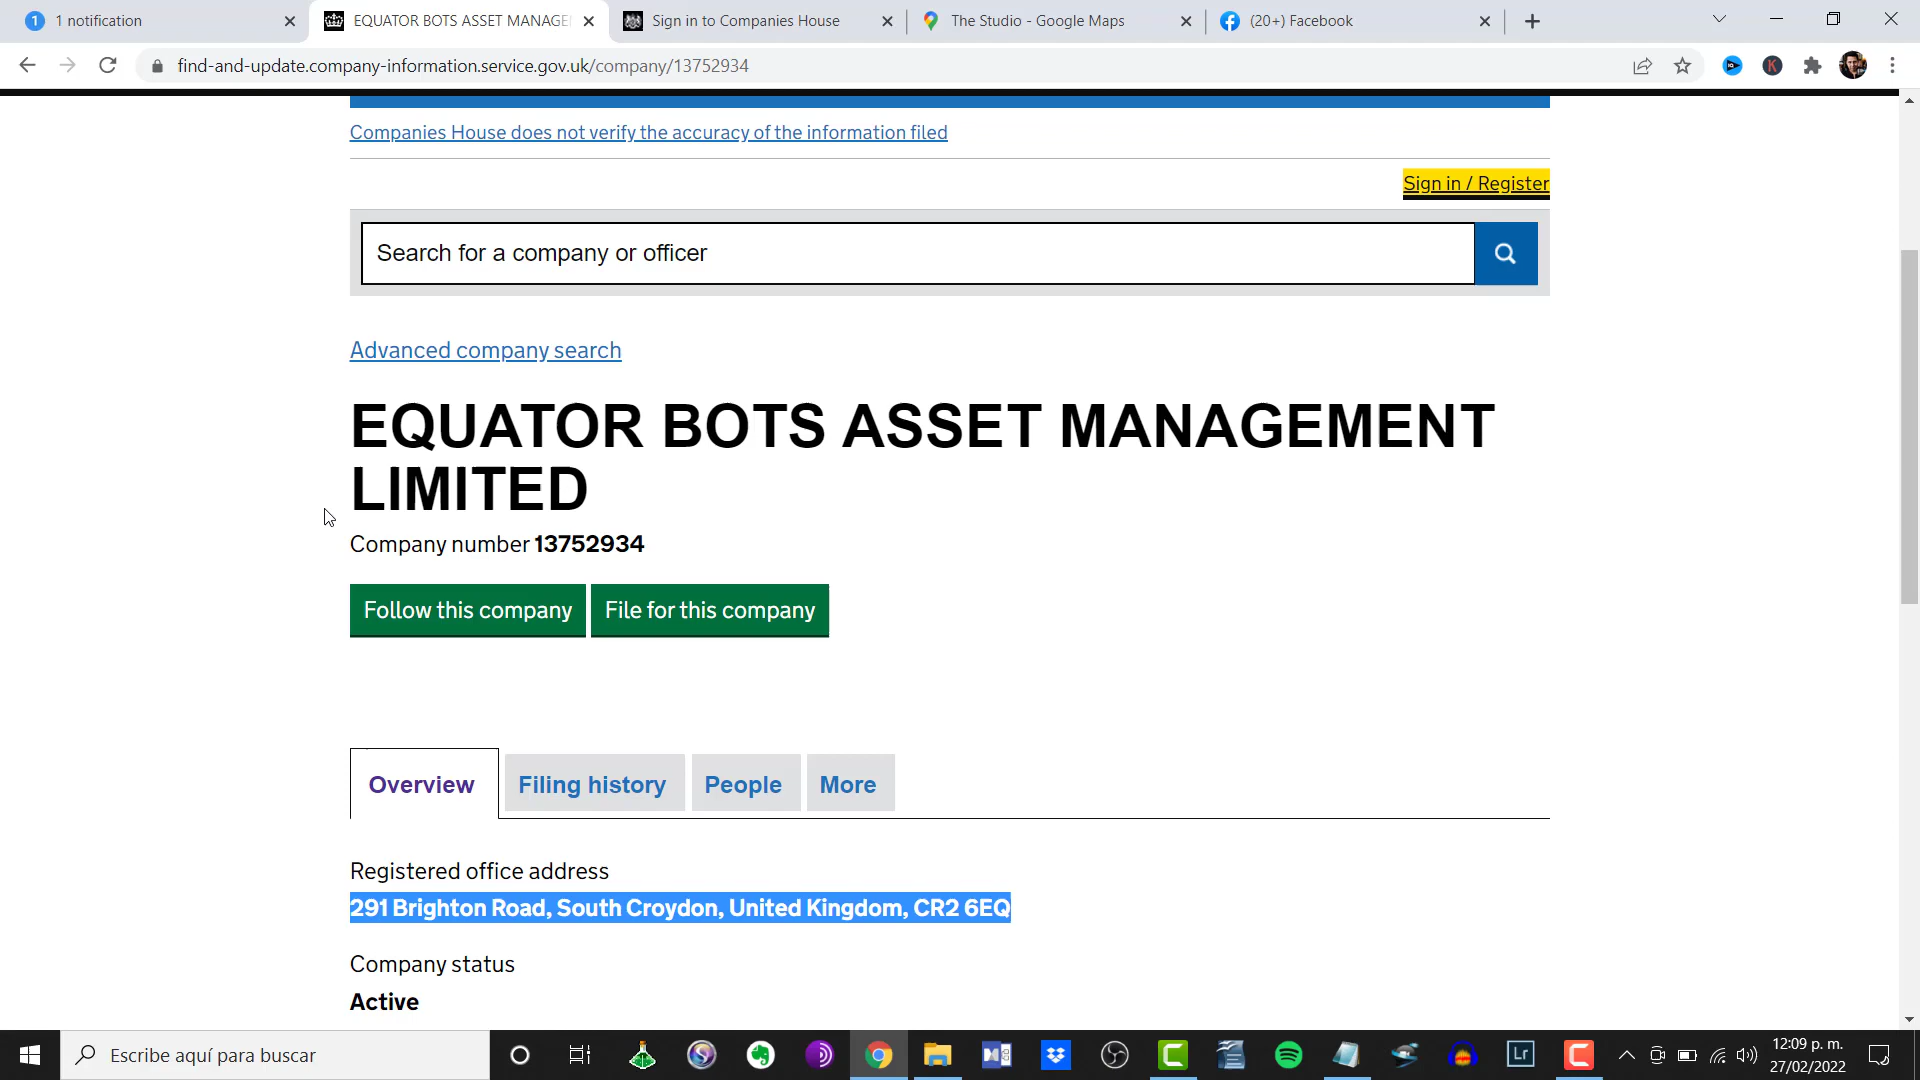 1 notification
EQUATOR BOTS ASSET MANAGE
Sign in to Companies House
The Studio - Google Maps
(20+) Facebook
find-and-update.company-information.service.gov.uk/company/13752934
Companies House does not verify the accuracy of the information filed
Sign in / Register
Search for a company or officer
Advanced company search
EQUATOR BOTS ASSET MANAGEMENT
LIMITED
Company number 13752934
Follow this company
File for this company
Overview
Filing history
People
More
Registered office address
291 Brighton Road, South Croydon, United Kingdom, CR2 6EQ
Company status
Active
Escribe aquí para buscar
Lr
12:09 p. m.
27/02/2022